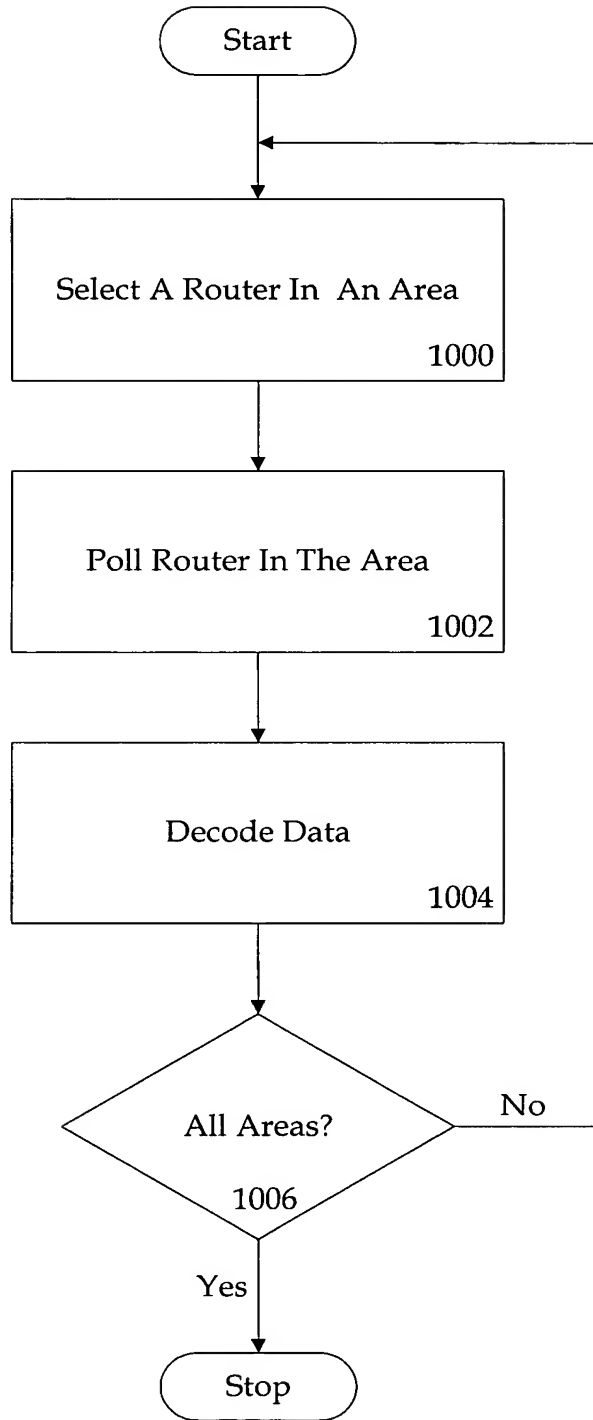 Start
Select A Router In An Area
1000
Poll Router In The Area
1002
Decode Data
1004
All Areas?
1006
No
Yes
Stop